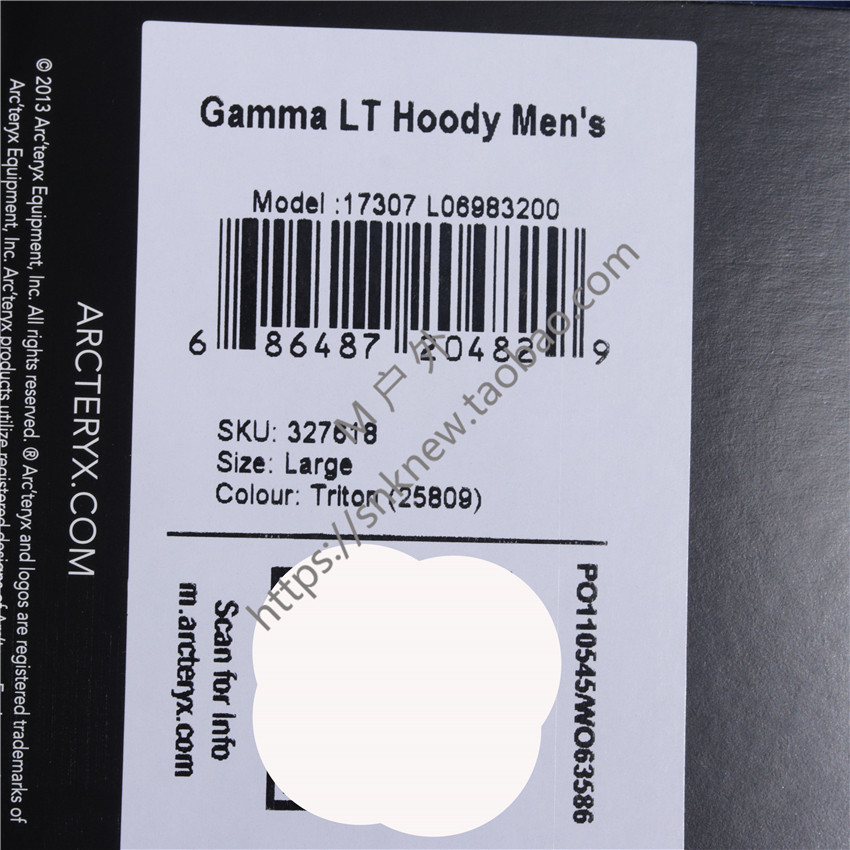 Gamma LT Hoody Men's
Model :17307 L06983200
6 86487 20482 9
SKU: 327618
Size: Large
Colour: Triton (25809)
Scan for Info
m.arcteryx.com
PO110545/WO63586
ARCTERYX.COM
© 2013 Arc'teryx Equipment, Inc. All rights reserved. ® Arc'teryx and logos are registered trademarks of
Arc'teryx Equipment, Inc. Arc'teryx products utilize registered designs of
M 户外
https://snknew.taobao.com